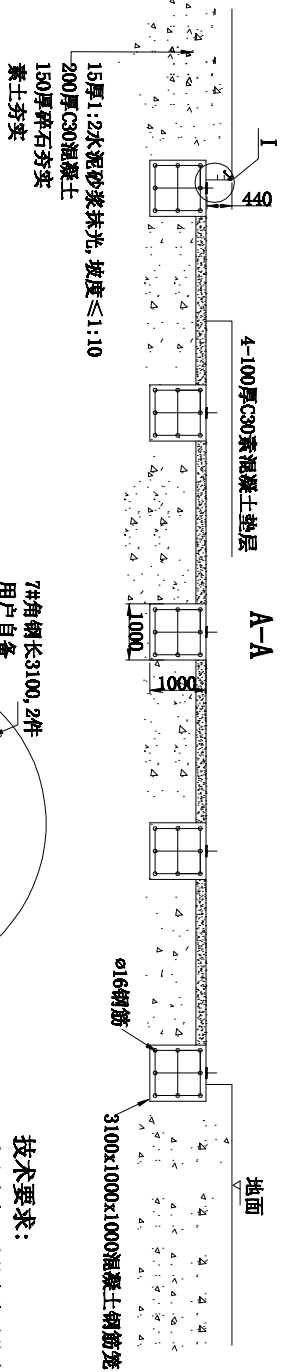 A-A
I
440
4-100厚C30素混凝土垫层
地面
15厚1:2水泥砂浆抹光,坡度≤1:10
200厚C30混凝土
150厚碎石夯实
素土夯实
1000
1000
ø16钢筋
3100x1000x1000混凝土钢筋笼
7#角钢长3100,2件
用户自备
技术要求: